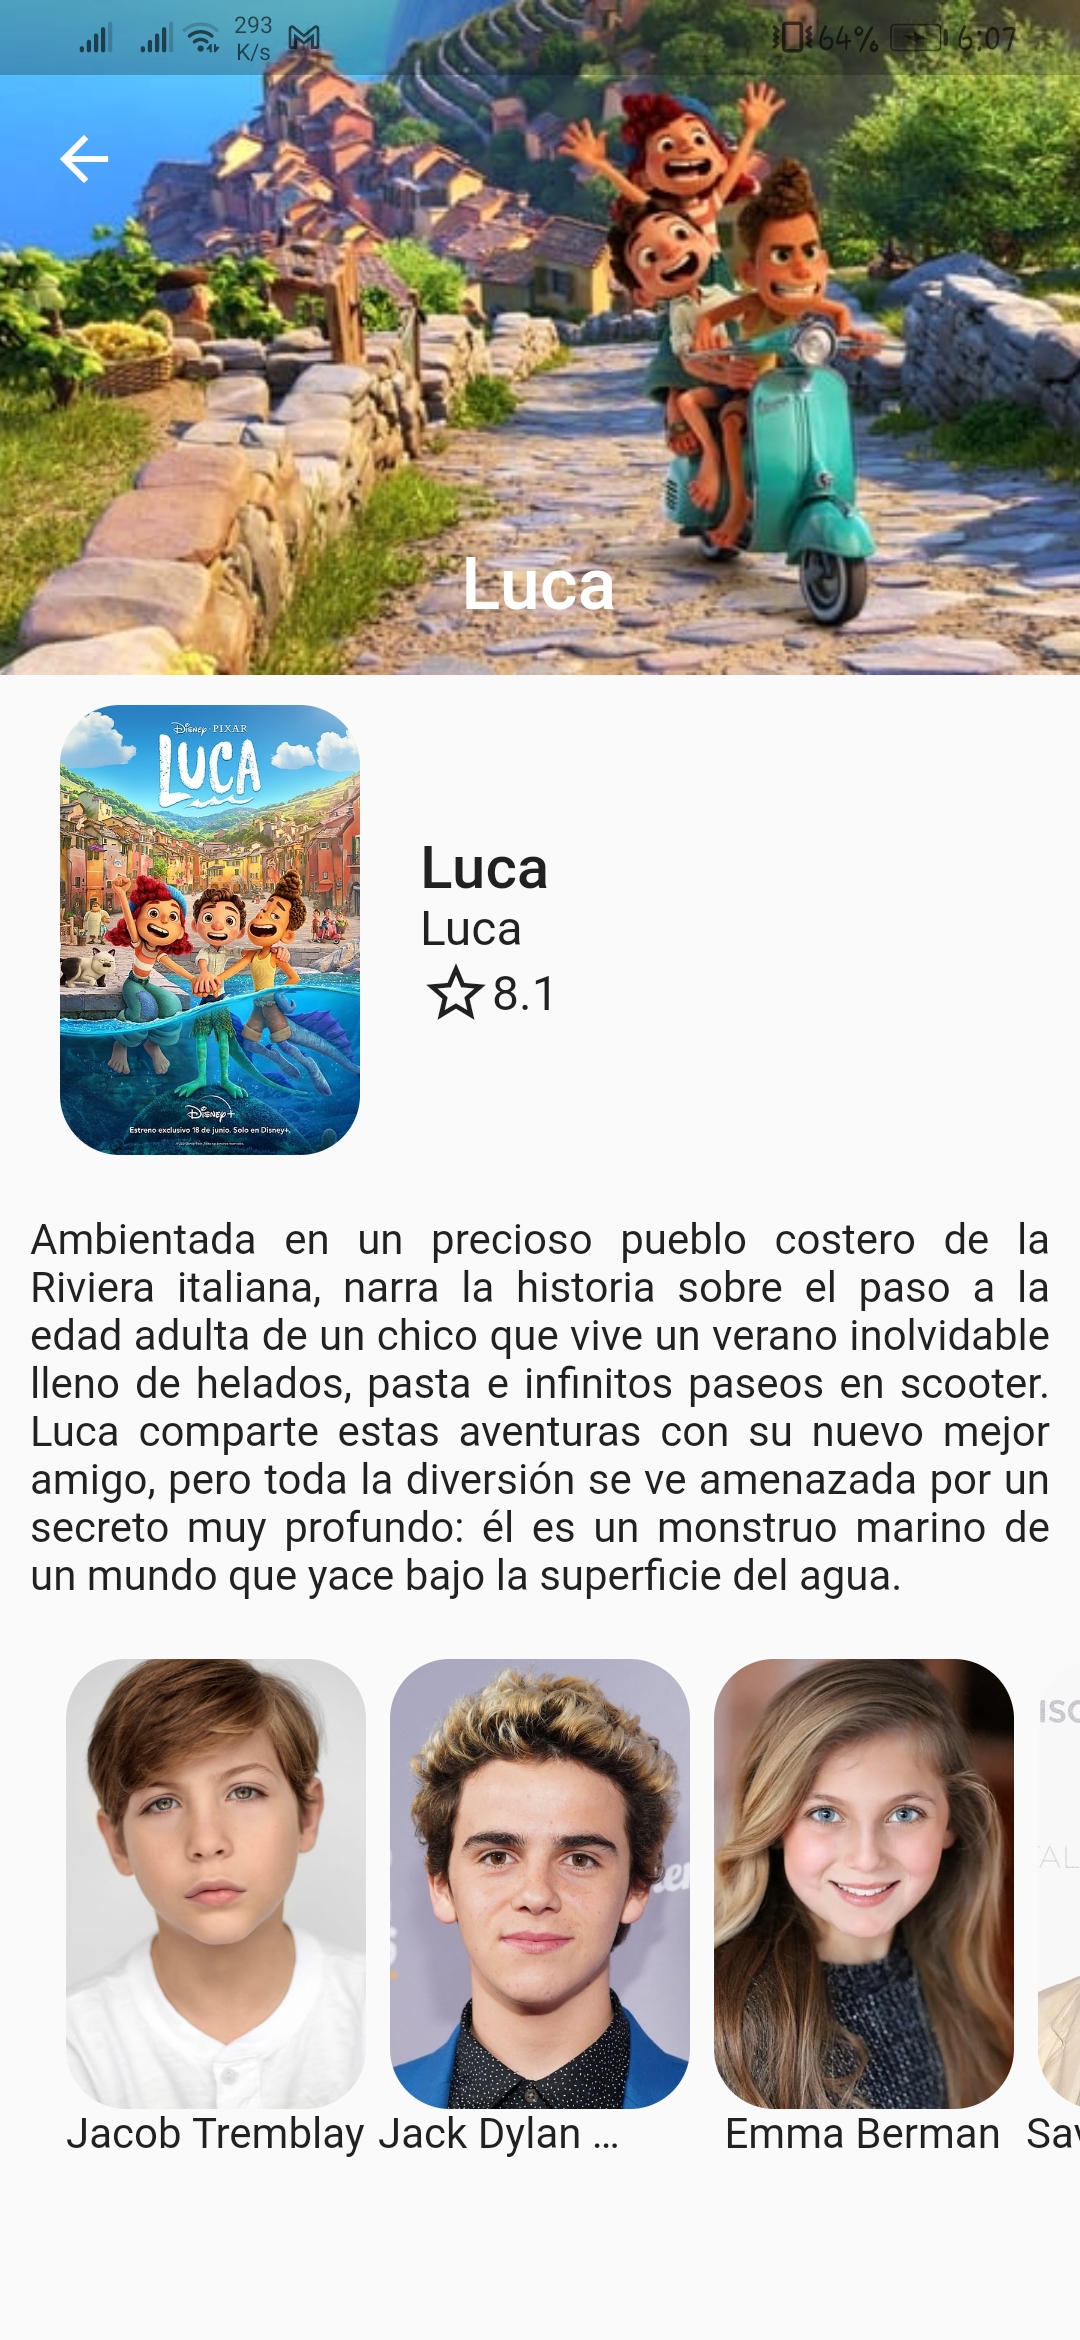 293
K/s
64%
6:07
Luca
Disney PIXAR
LUCA
Disney+
Estreno exclusivo 18 de junio. Solo en Disney+.
Luca
Luca
8.1
Ambientada en un precioso pueblo costero de la
Riviera italiana, narra la historia sobre el paso a la
edad adulta de un chico que vive un verano inolvidable
lleno de helados, pasta e infinitos paseos en scooter.
Luca comparte estas aventuras con su nuevo mejor
amigo, pero toda la diversión se ve amenazada por un
secreto muy profundo: él es un monstruo marino de
un mundo que yace bajo la superficie del agua.
Jacob Tremblay
Jack Dylan ...
Emma Berman